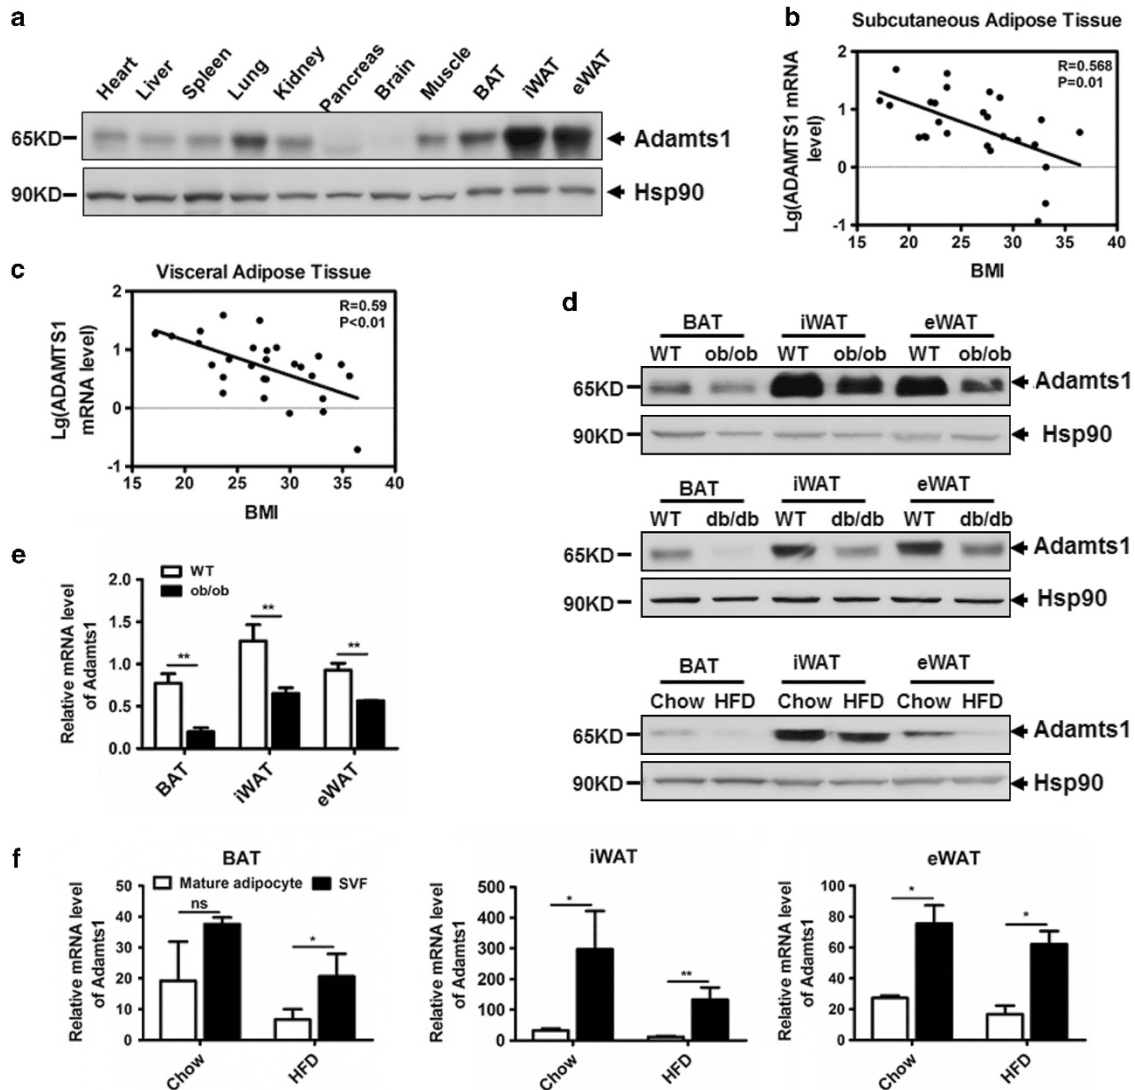 a
Heart Liver Spleen Lung Kidney Pancreas Brain Muscle BAT iWAT eWAT
65KD
Adamts1
90KD
Hsp90
b
Subcutaneous Adipose Tissue
Lg(ADAMTS1 mRNA
level)
2
1
0
-1
R=0.568
P=0.01
15 20 25 30 35 40
BMI
c
Visceral Adipose Tissue
Lg(ADAMTS1
mRNA level)
2
1
0
-1
R=0.59
P<0.01
15 20 25 30 35 40
BMI
d
BAT iWAT eWAT
WT ob/ob WT ob/ob WT ob/ob
65KD Adamts1
90KD Hsp90
BAT iWAT eWAT
WT db/db WT db/db WT db/db
65KD Adamts1
90KD Hsp90
BAT iWAT eWAT
Chow HFD Chow HFD Chow HFD
65KD Adamts1
90KD Hsp90
e
WT
ob/ob
Relative mRNA level
of Adamts1
2.0
1.5
1.0
0.5
0.0
** ** **
BAT iWAT eWAT
f
BAT
Mature adipocyte SVF
Relative mRNA level
of Adamts1
50
40
30
20
10
0
ns *
Chow HFD
iWAT
Relative mRNA level
of Adamts1
500
400
300
200
100
0
* **
Chow HFD
eWAT
Relative mRNA level
of Adamts1
100
80
60
40
20
0
* *
Chow HFD